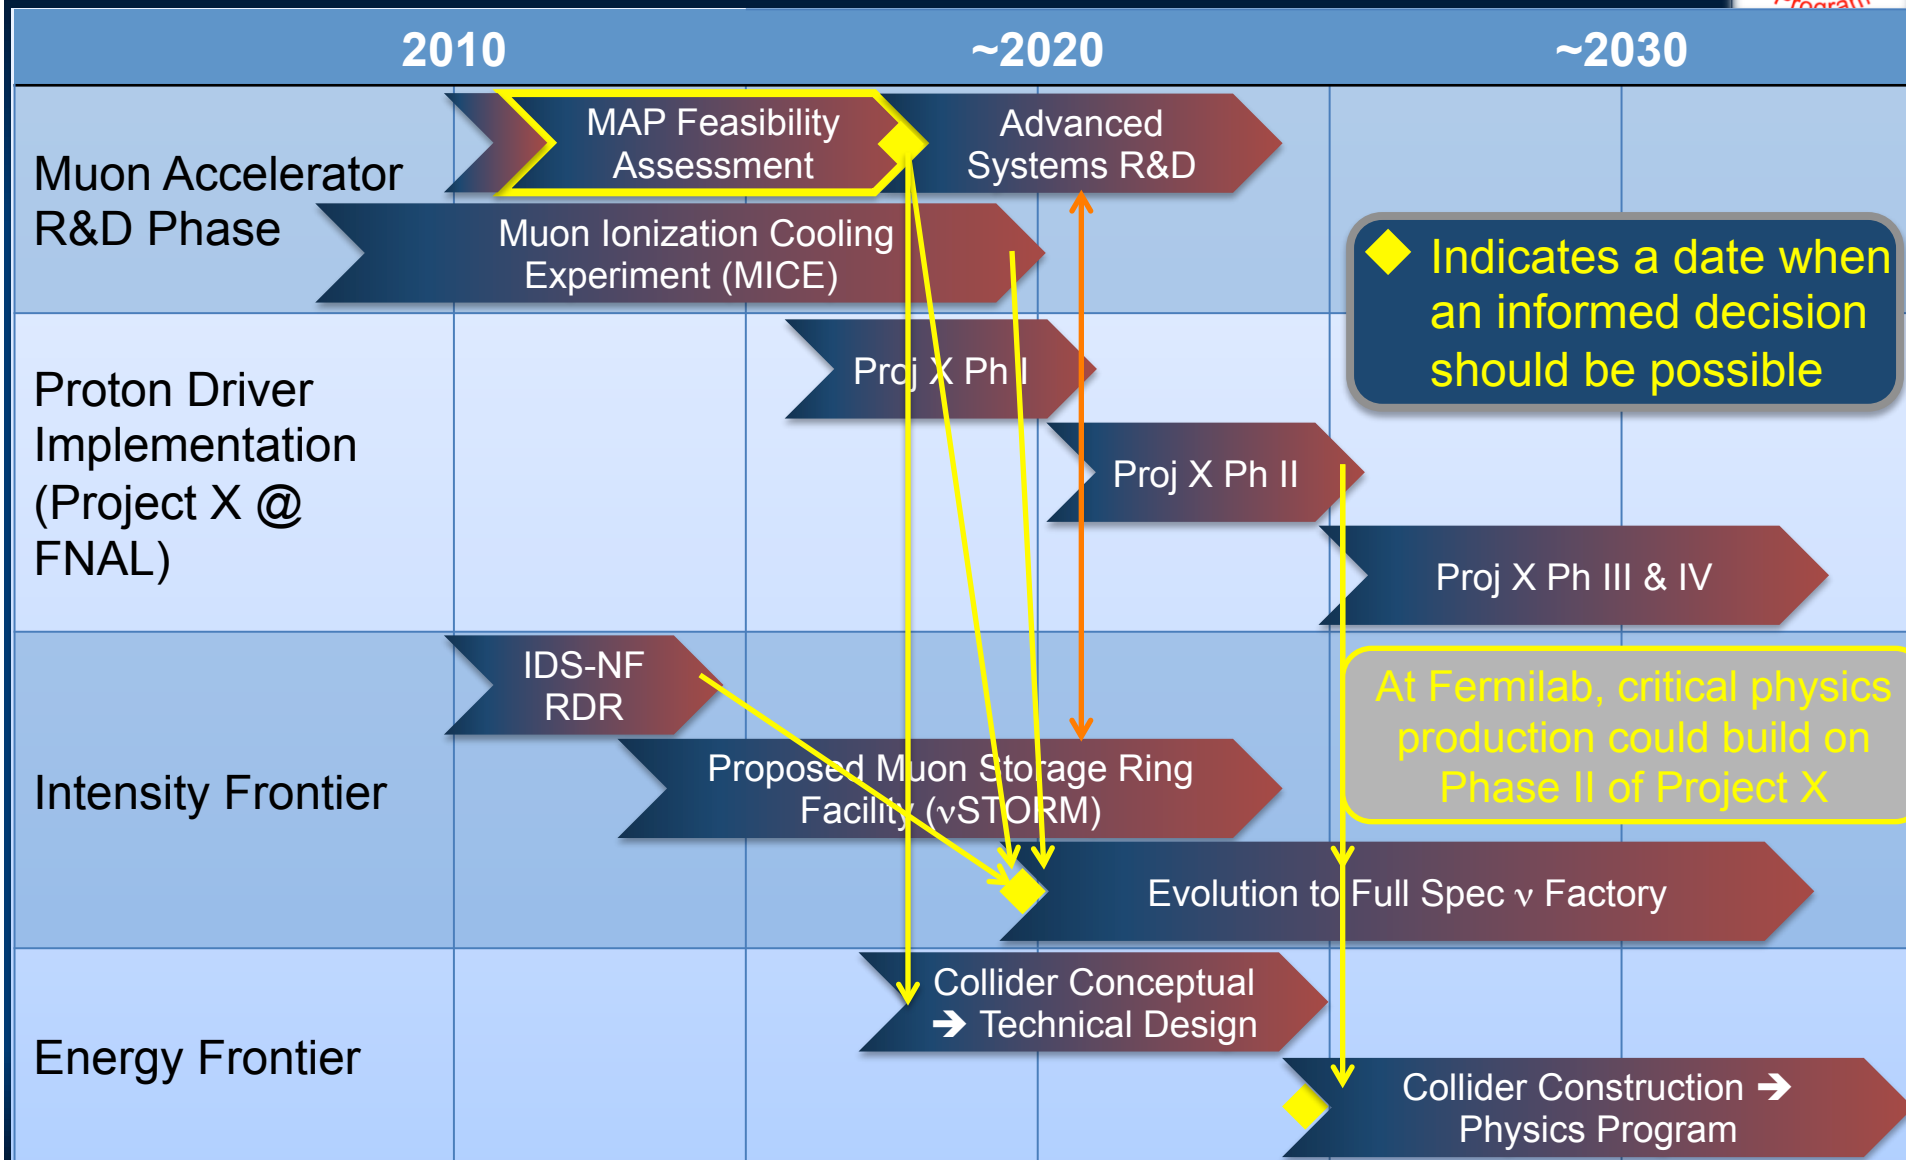 Program
2010
~2020
~2030
Muon Accelerator
R&D Phase
MAP Feasibility
Assessment
Advanced
Systems R&D
Muon Ionization Cooling
Experiment (MICE)
Indicates a date when
an informed decision
should be possible
Proton Driver
Implementation
(Project X @
FNAL)
Proj X Ph I
Proj X Ph II
Proj X Ph III & IV
Intensity Frontier
IDS-NF
RDR
At Fermilab, critical physics
production could build on
Phase II of Project X
Proposed Muon Storage Ring
Facility (νSTORM)
Evolution to Full Spec ν Factory
Energy Frontier
Collider Conceptual
➔ Technical Design
Collider Construction ➔
Physics Program